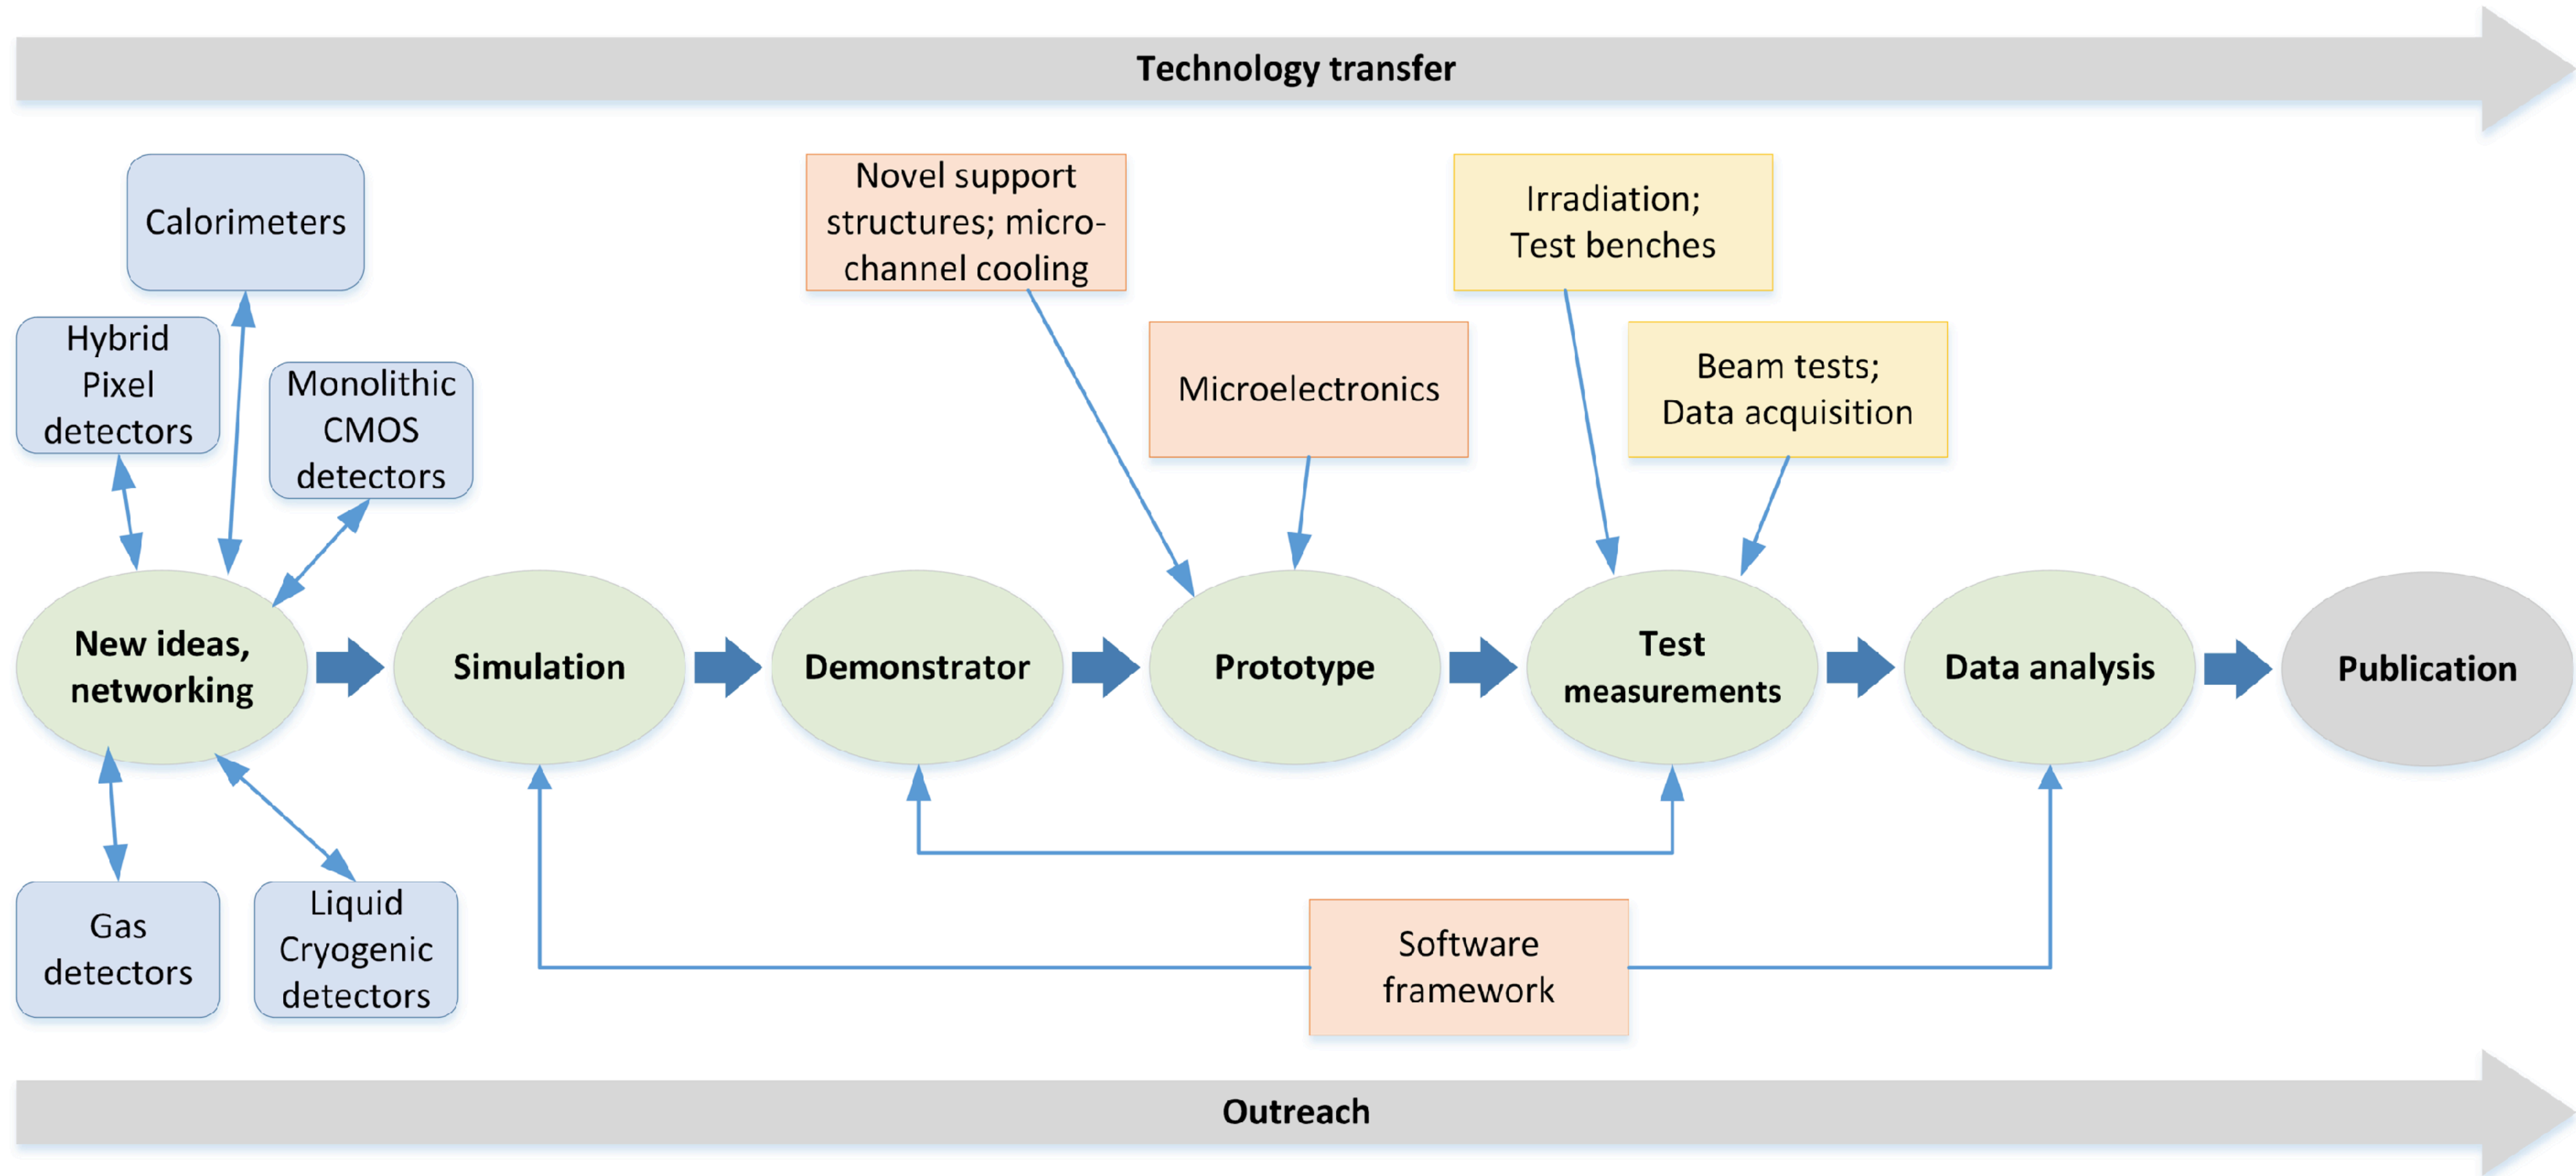 Technology transfer
Calorimeters
Novel support
structures; micro-
channel cooling
Irradiation;
Test benches
Hybrid
Pixel
detectors
Monolithic
CMOS
detectors
Microelectronics
Beam tests;
Data acquisition
New ideas,
networking
Simulation
Demonstrator
Prototype
Test
measurements
Data analysis
Publication
Gas
detectors
Liquid
Cryogenic
detectors
Software
framework
Outreach